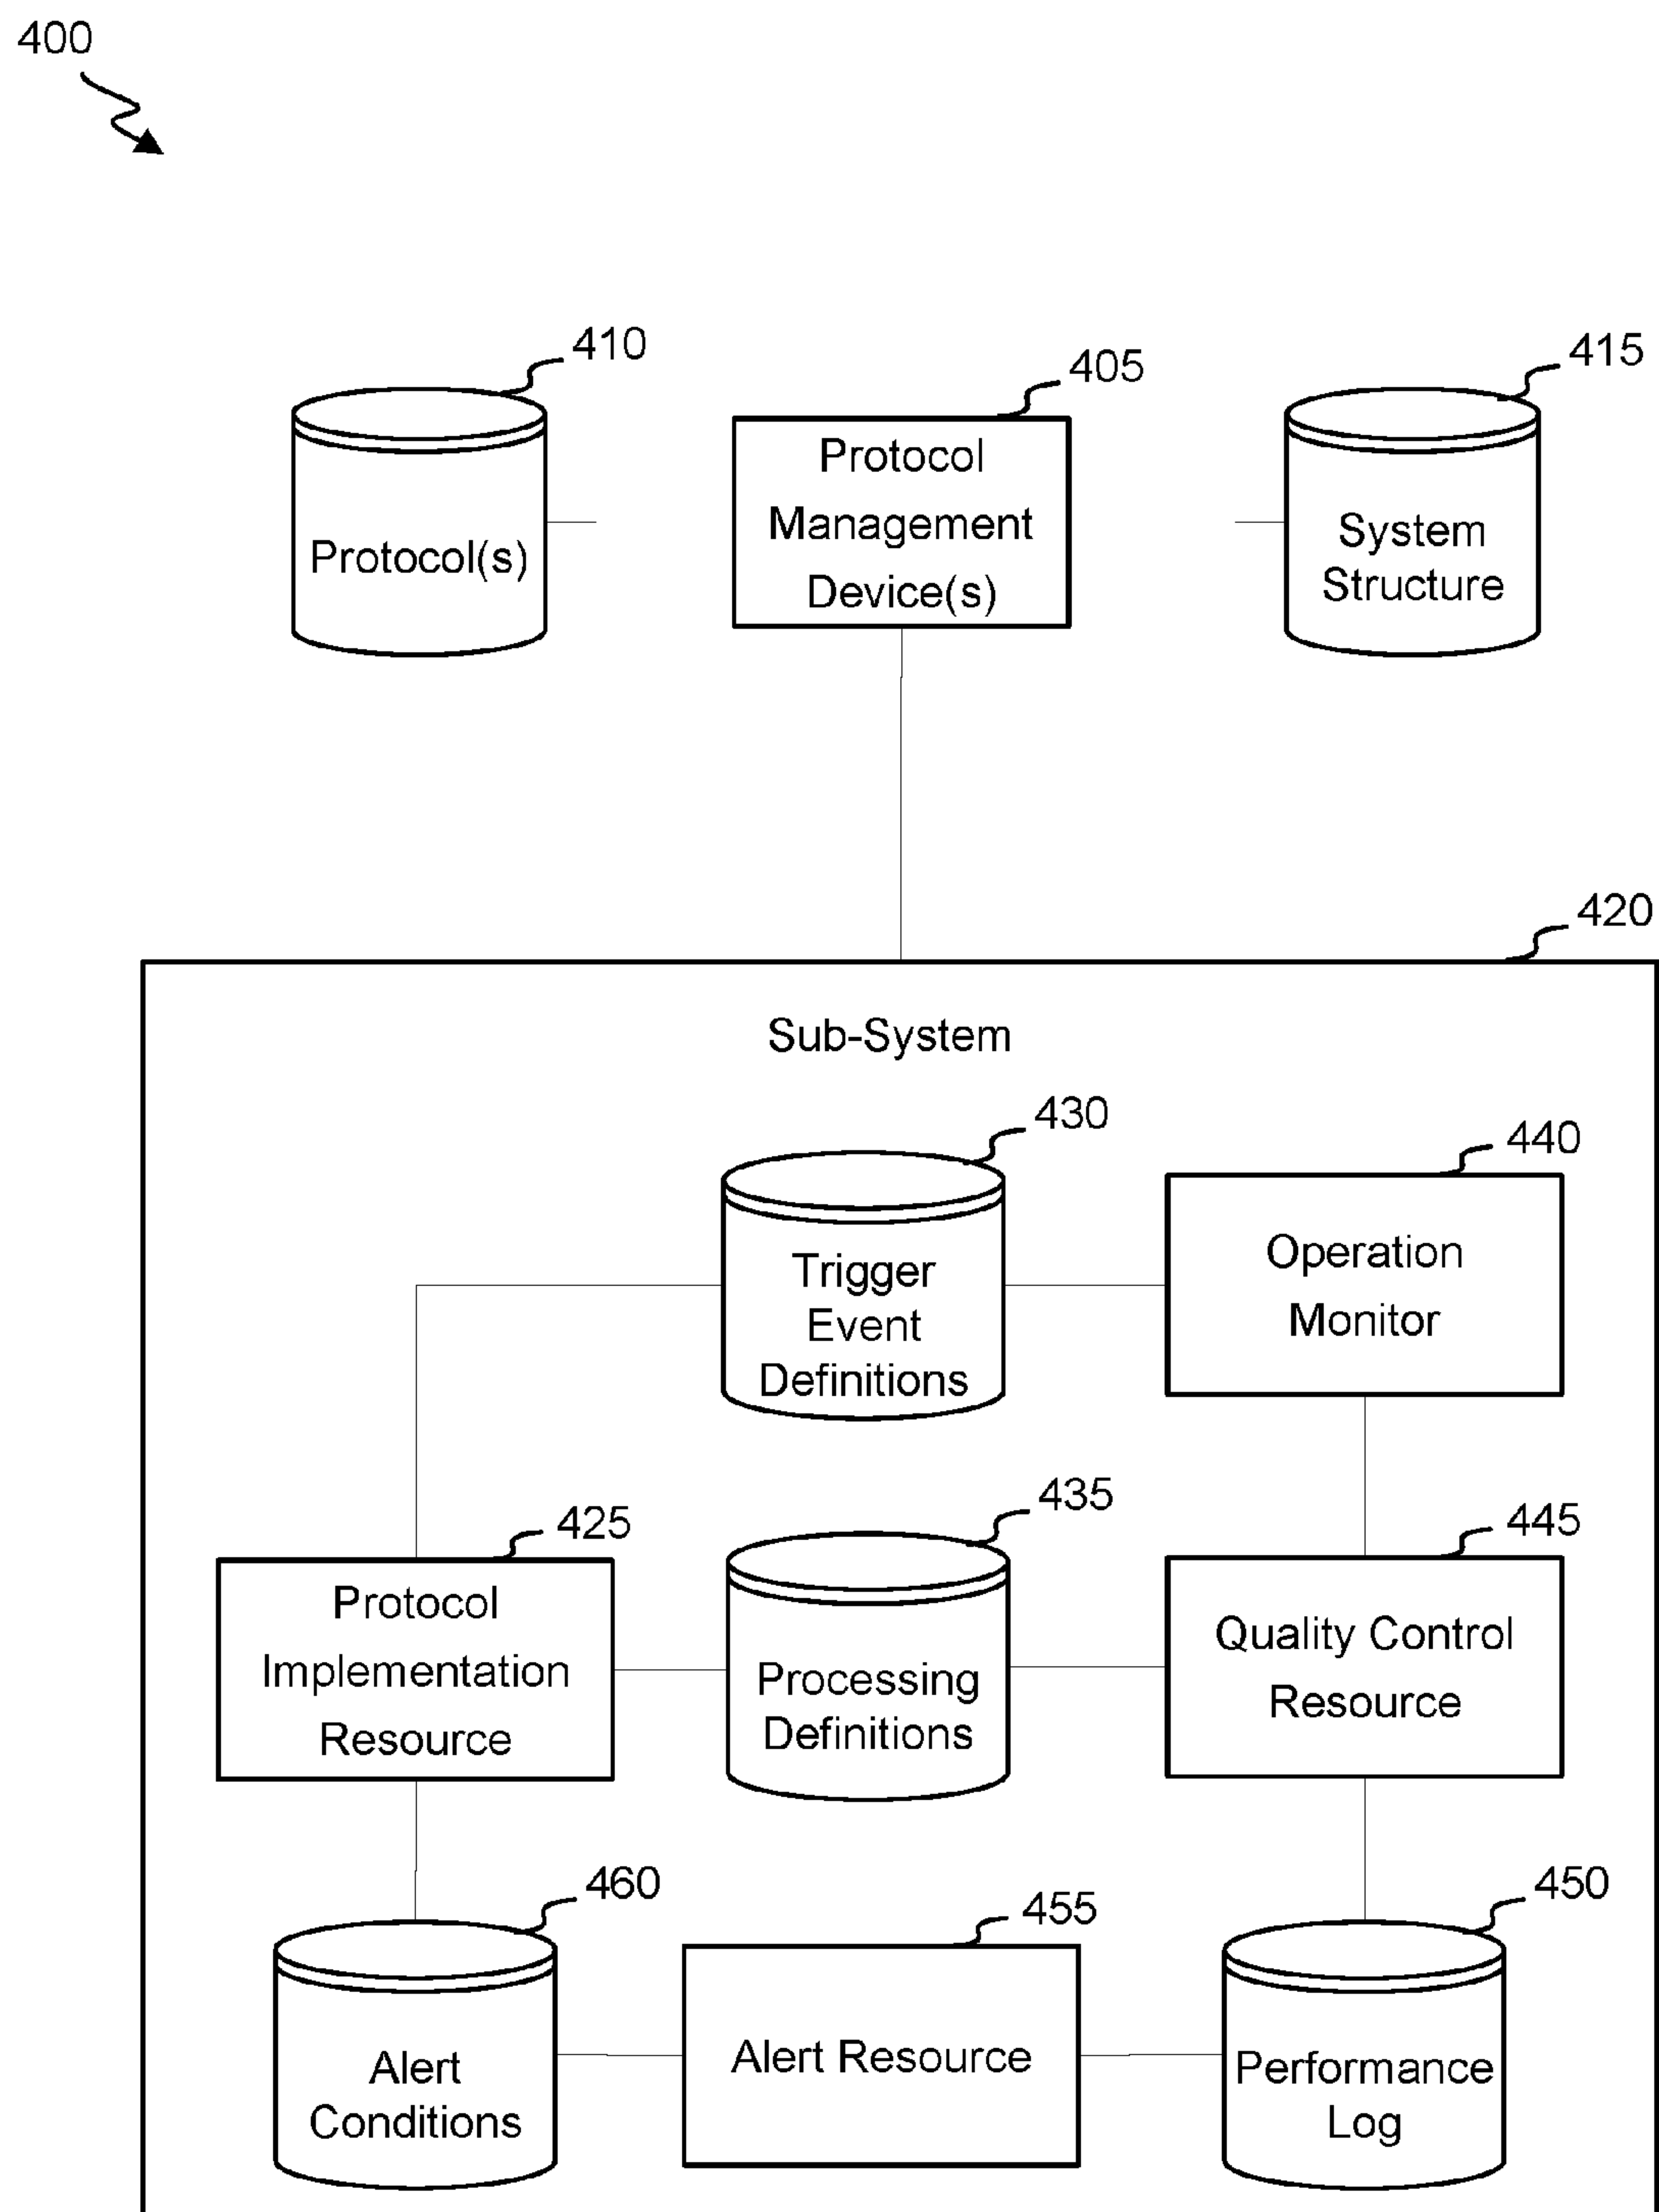 400
410
405
415
Protocol(s)
Protocol
Management
Device(s)
System
Structure
420
Sub-System
430
440
Trigger
Event
Definitions
Operation
Monitor
425
435
445
Protocol
Implementation
Resource
Processing
Definitions
Quality Control
Resource
460
455
450
Alert
Conditions
Alert Resource
Performance
Log